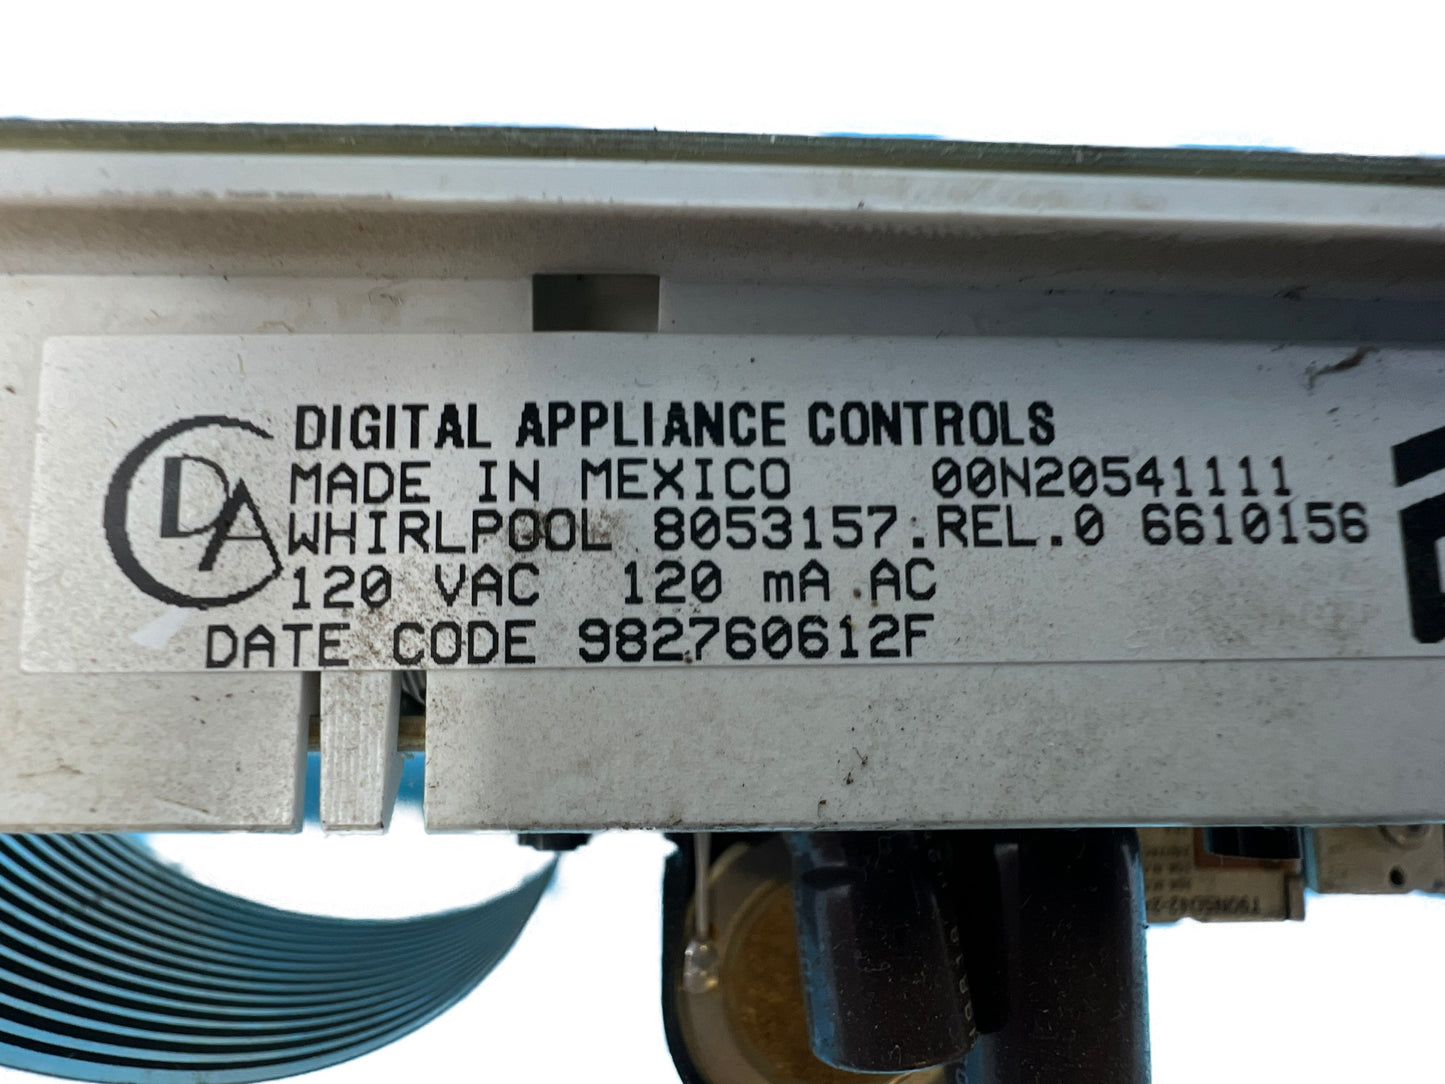 DIGITAL APPLIANCE CONTROLS
MADE IN MEXICO 00N20541111
DA
WHIRLPOOL 8053157.REL.0 6610156
120 VAC 120 mA AC
DATE CODE 982760612F